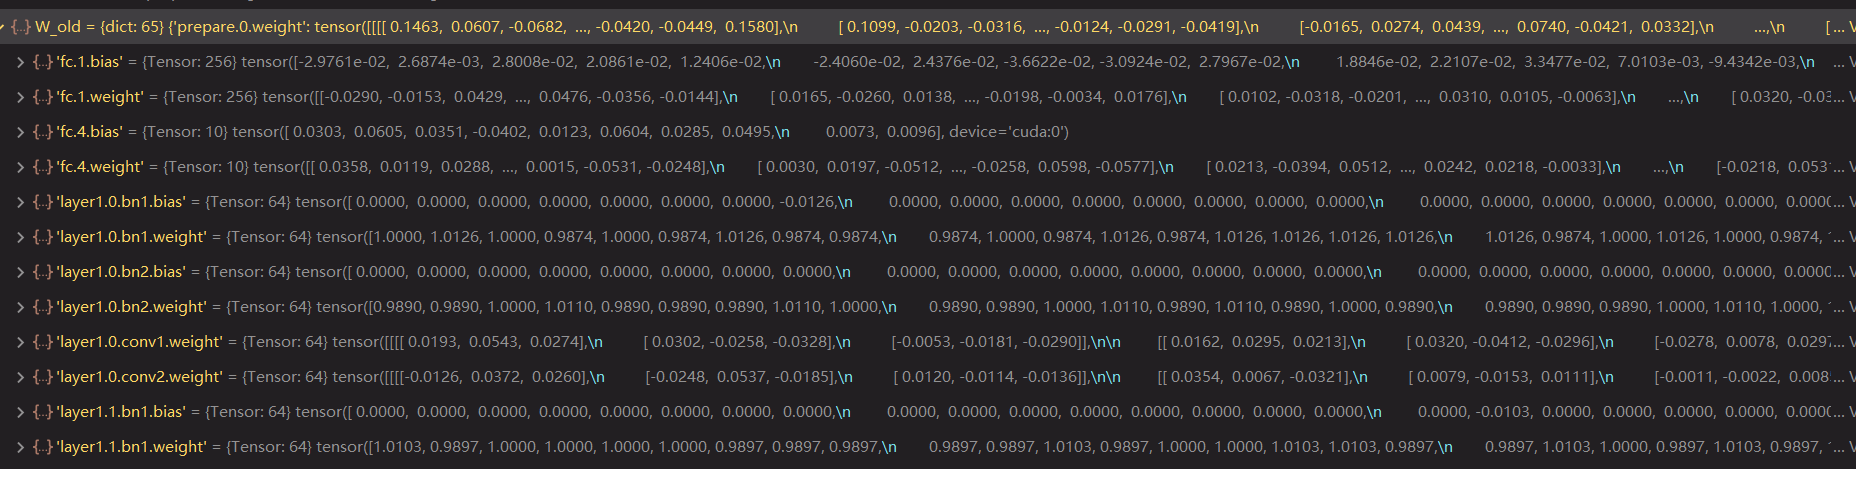 W_old = {dict: 65} {'prepare.0.weight': tensor([[[[ 0.1463, 0.0607, -0.0682, ..., -0.0420, -0.0449, 0.1580],\n [ 0.1099, -0.0203, -0.0316, ..., -0.0124, -0.0291, -0.0419],\n [-0.0165, 0.0274, 0.0439, ..., 0.0740, -0.0421, 0.0332],\n ...,\n [ ... V
'fc.1.bias' = {Tensor: 256} tensor([-2.9761e-02, 2.6874e-03, 2.8008e-02, 2.0861e-02, 1.2406e-02,\n -2.4060e-02, 2.4376e-02, -3.6622e-02, -3.0924e-02, 2.7967e-02,\n 1.8846e-02, 2.2107e-02, 3.3477e-02, 7.0103e-03, -9.4342e-03,\n ... V
'fc.1.weight' = {Tensor: 256} tensor([[-0.0290, -0.0153, 0.0429, ..., 0.0476, -0.0356, -0.0144],\n [ 0.0165, -0.0260, 0.0138, ..., -0.0198, -0.0034, 0.0176],\n [ 0.0102, -0.0318, -0.0201, ..., 0.0310, 0.0105, -0.0063],\n ...,\n [ 0.0320, -0.03 ... V
'fc.4.bias' = {Tensor: 10} tensor([ 0.0303, 0.0605, 0.0351, -0.0402, 0.0123, 0.0604, 0.0285, 0.0495,\n 0.0073, 0.0096], device='cuda:0')
'fc.4.weight' = {Tensor: 10} tensor([[ 0.0358, 0.0119, 0.0288, ..., 0.0015, -0.0531, -0.0248],\n [ 0.0030, 0.0197, -0.0512, ..., -0.0258, 0.0598, -0.0577],\n [ 0.0213, -0.0394, 0.0512, ..., 0.0242, 0.0218, -0.0033],\n ...,\n [-0.0218, 0.053 ... V
'layer1.0.bn1.bias' = {Tensor: 64} tensor([ 0.0000, 0.0000, 0.0000, 0.0000, 0.0000, 0.0000, 0.0000, -0.0126,\n 0.0000, 0.0000, 0.0000, 0.0000, 0.0000, 0.0000, 0.0000, 0.0000,\n 0.0000, 0.0000, 0.0000, 0.0000, 0.0000, 0.0000, 0.000 ... V
'layer1.0.bn1.weight' = {Tensor: 64} tensor([1.0000, 1.0126, 1.0000, 0.9874, 1.0000, 0.9874, 1.0126, 0.9874, 0.9874,\n 0.9874, 1.0000, 0.9874, 1.0126, 0.9874, 1.0126, 1.0126, 1.0126, 1.0126,\n 1.0126, 0.9874, 1.0000, 1.0126, 1.0000, 0.9874, ... V
'layer1.0.bn2.bias' = {Tensor: 64} tensor([ 0.0000, 0.0000, 0.0000, 0.0000, 0.0000, 0.0000, 0.0000, 0.0000,\n 0.0000, 0.0000, 0.0000, 0.0000, 0.0000, 0.0000, 0.0000, 0.0000,\n 0.0000, 0.0000, 0.0000, 0.0000, 0.0000, 0.0000, 0.0000 ... V
'layer1.0.bn2.weight' = {Tensor: 64} tensor([0.9890, 0.9890, 1.0000, 1.0110, 0.9890, 0.9890, 0.9890, 1.0110, 1.0000,\n 0.9890, 0.9890, 1.0000, 1.0110, 0.9890, 1.0110, 0.9890, 1.0000, 0.9890,\n 0.9890, 0.9890, 0.9890, 1.0000, 1.0110, 1.0000, ... V
'layer1.0.conv1.weight' = {Tensor: 64} tensor([[[[ 0.0193, 0.0543, 0.0274],\n [ 0.0302, -0.0258, -0.0328],\n [-0.0053, -0.0181, -0.0290]],\n\n [[ 0.0162, 0.0295, 0.0213],\n [ 0.0320, -0.0412, -0.0296],\n [-0.0278, 0.0078, 0.0297 ... V
'layer1.0.conv2.weight' = {Tensor: 64} tensor([[[[-0.0126, 0.0372, 0.0260],\n [-0.0248, 0.0537, -0.0185],\n [ 0.0120, -0.0114, -0.0136]],\n\n [[ 0.0354, 0.0067, -0.0321],\n [ 0.0079, -0.0153, 0.0111],\n [-0.0011, -0.0022, 0.008 ... V
'layer1.1.bn1.bias' = {Tensor: 64} tensor([ 0.0000, 0.0000, 0.0000, 0.0000, 0.0000, 0.0000, 0.0000, 0.0000,\n 0.0000, 0.0000, 0.0000, 0.0000, 0.0000, 0.0000, 0.0000, 0.0000,\n 0.0000, -0.0103, 0.0000, 0.0000, 0.0000, 0.0000, 0.0000 ... V
'layer1.1.bn1.weight' = {Tensor: 64} tensor([1.0103, 0.9897, 1.0000, 1.0000, 1.0000, 1.0000, 0.9897, 0.9897, 0.9897,\n 0.9897, 0.9897, 1.0103, 0.9897, 1.0000, 1.0000, 1.0103, 1.0103, 0.9897,\n 0.9897, 1.0103, 1.0000, 0.9897, 1.0103, 0.9897, ... V